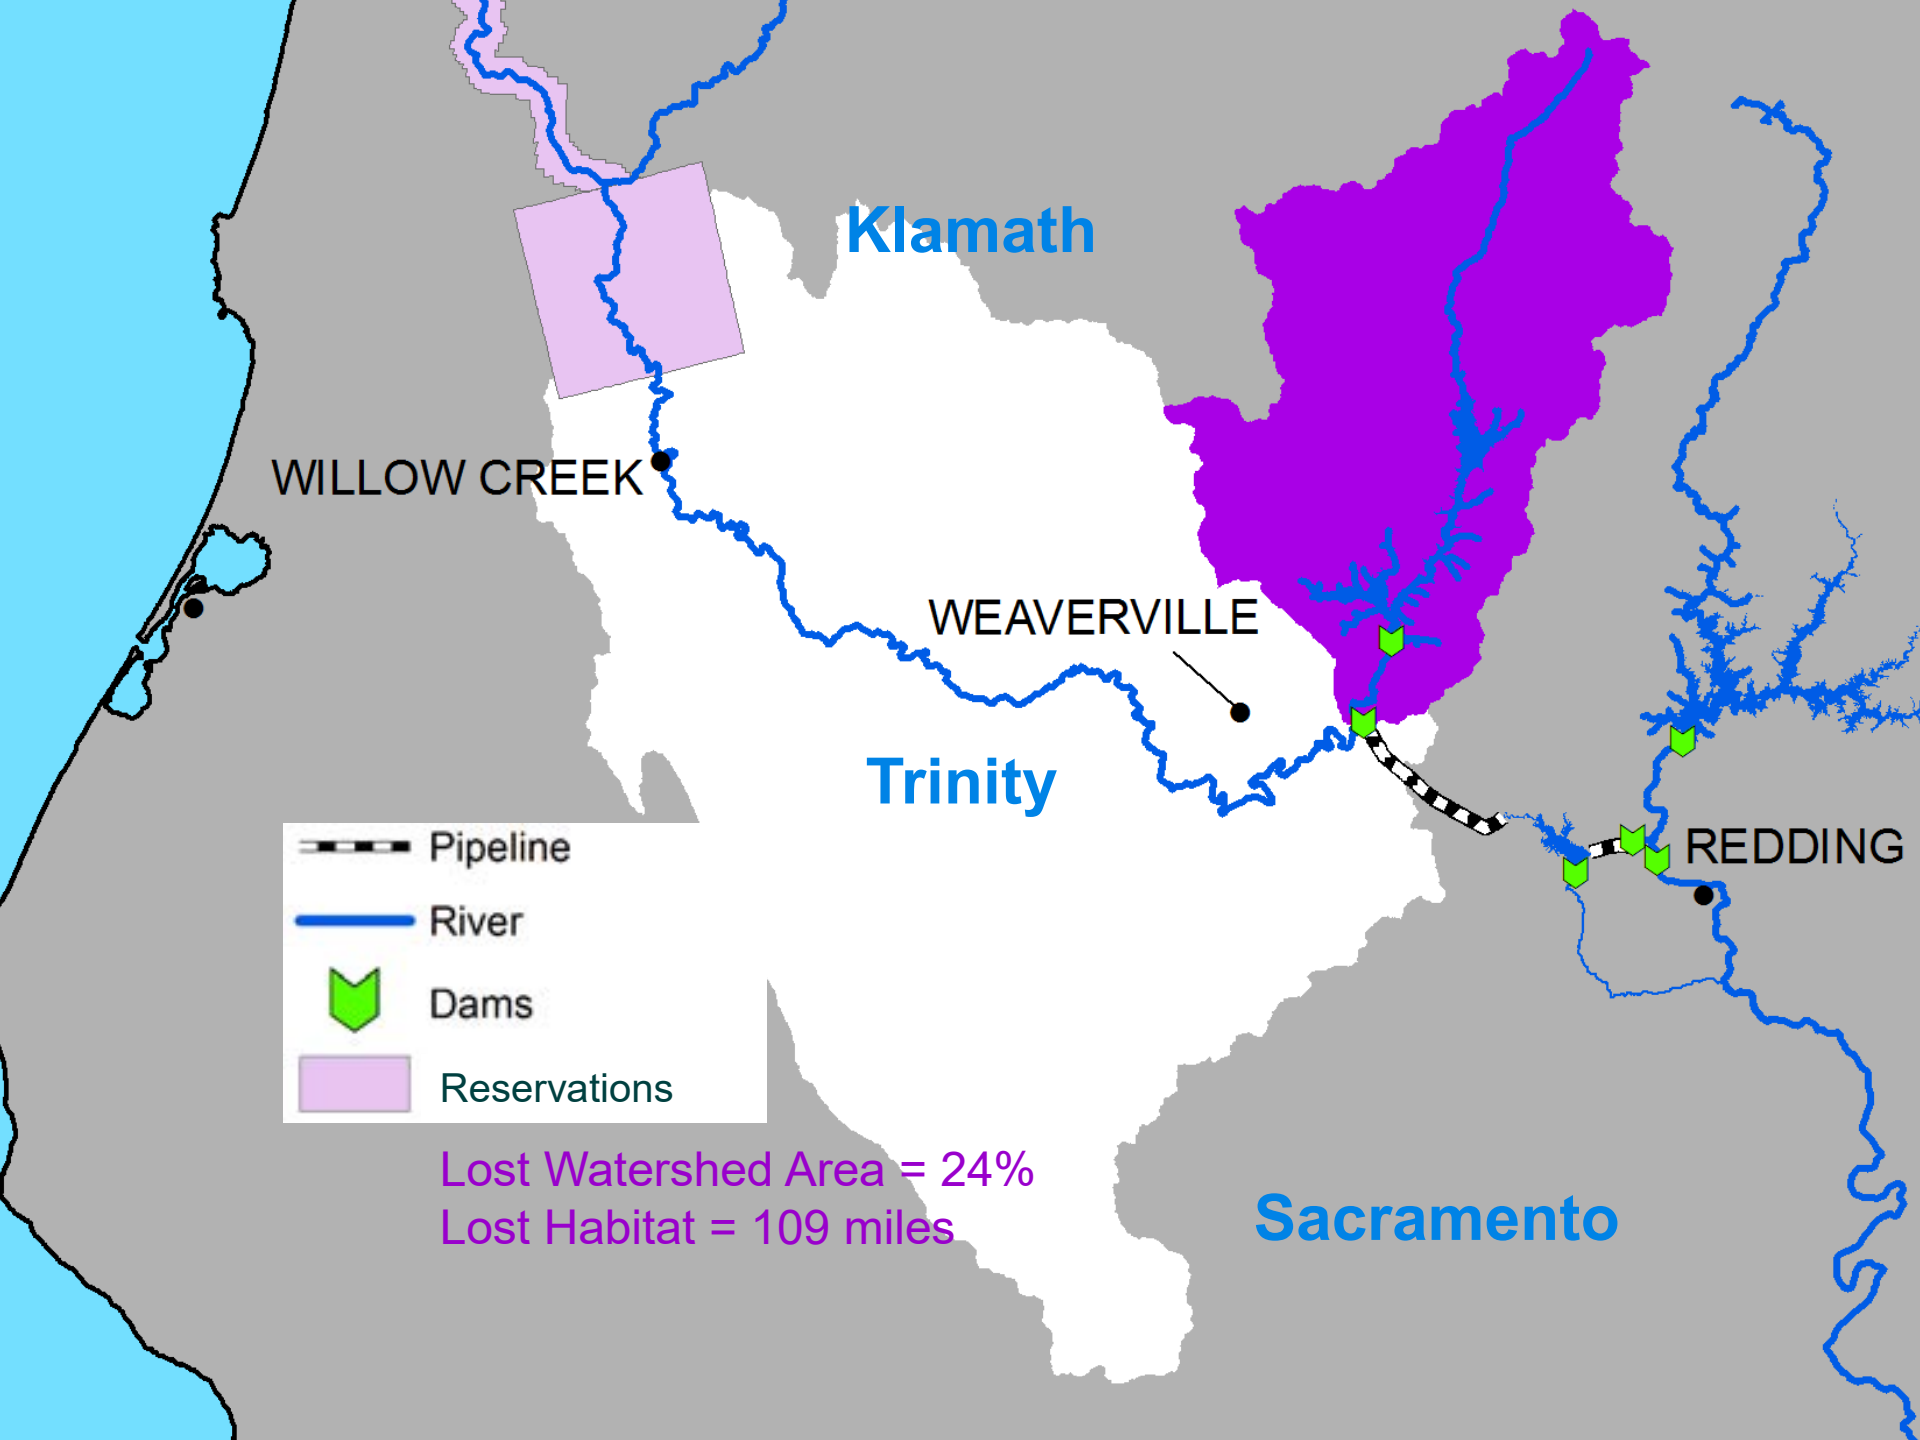 Klamath
WILLOW CREEK
WEAVERVILLE
Trinity
REDDING
Pipeline
River
Dams
Reservations
Lost Watershed Area = 24%
Lost Habitat = 109 miles
Sacramento